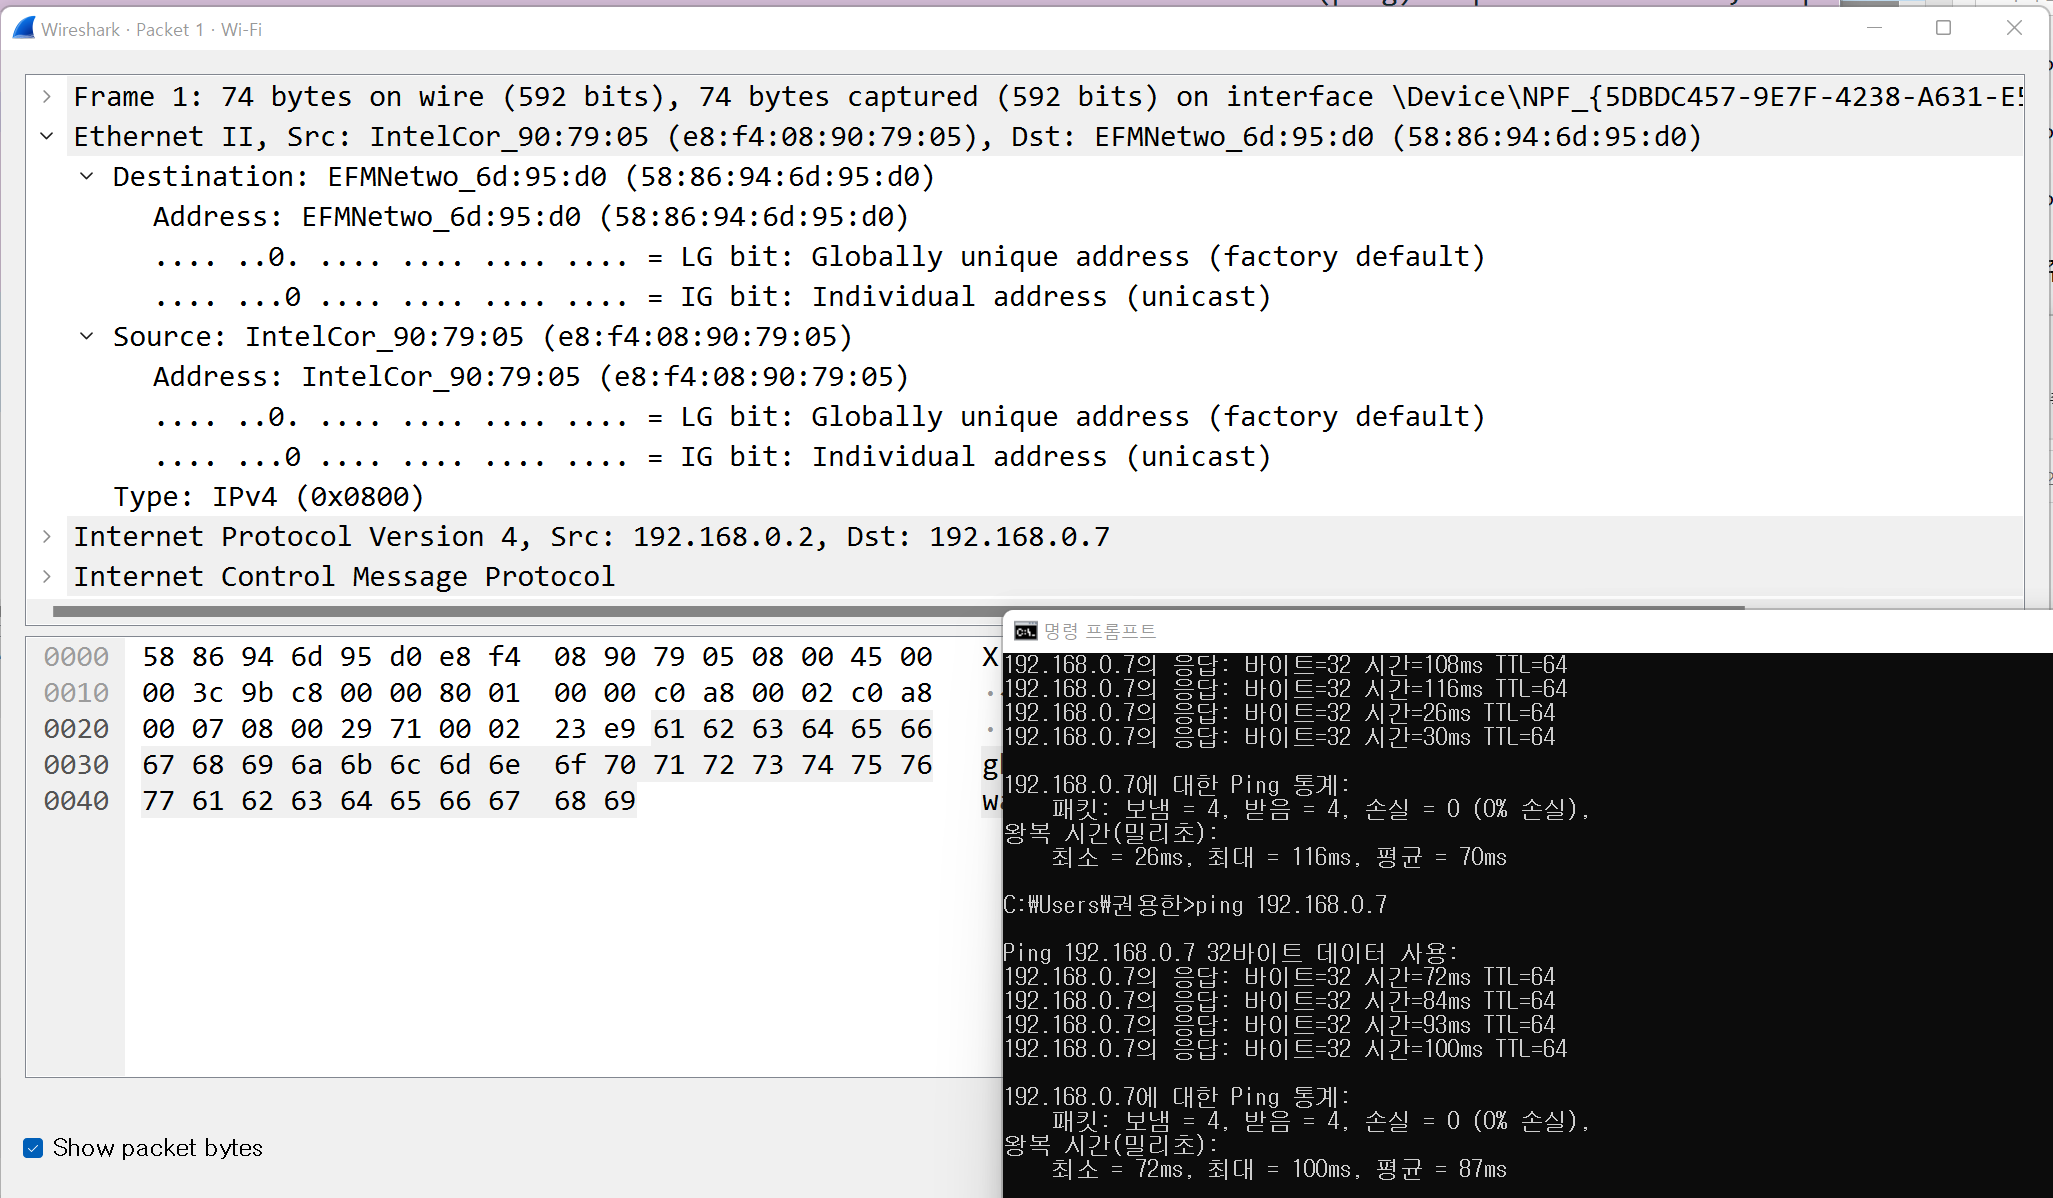 Wireshark · Packet 1 · Wi-Fi
Frame 1: 74 bytes on wire (592 bits), 74 bytes captured (592 bits) on interface \Device\NPF_{5DBDC457-9E7F-4238-A631-E5
Ethernet II, Src: IntelCor_90:79:05 (e8:f4:08:90:79:05), Dst: EFMNetwo_6d:95:d0 (58:86:94:6d:95:d0)
Destination: EFMNetwo_6d:95:d0 (58:86:94:6d:95:d0)
Address: EFMNetwo_6d:95:d0 (58:86:94:6d:95:d0)
.... ..0. .... .... .... .... = LG bit: Globally unique address (factory default)
.... ...0 .... .... .... .... = IG bit: Individual address (unicast)
Source: IntelCor_90:79:05 (e8:f4:08:90:79:05)
Address: IntelCor_90:79:05 (e8:f4:08:90:79:05)
.... ..0. .... .... .... .... = LG bit: Globally unique address (factory default)
.... ...0 .... .... .... .... = IG bit: Individual address (unicast)
Type: IPv4 (0x0800)
Internet Protocol Version 4, Src: 192.168.0.2, Dst: 192.168.0.7
Internet Control Message Protocol
0000 58 86 94 6d 95 d0 e8 f4 08 90 79 05 08 00 45 00 X
0010 00 3c 9b c8 00 00 80 01 00 00 c0 a8 00 02 c0 a8
0020 00 07 08 00 29 71 00 02 23 e9 61 62 63 64 65 66
0030 67 68 69 6a 6b 6c 6d 6e 6f 70 71 72 73 74 75 76 g
0040 77 61 62 63 64 65 66 67 68 69 w
Show packet bytes
명령 프롬프트
192.168.0.7의 응답: 바이트=32 시간=108ms TTL=64
192.168.0.7의 응답: 바이트=32 시간=116ms TTL=64
192.168.0.7의 응답: 바이트=32 시간=26ms TTL=64
192.168.0.7의 응답: 바이트=32 시간=30ms TTL=64
192.168.0.7에 대한 Ping 통계:
패킷: 보냄 = 4, 받음 = 4, 손실 = 0 (0% 손실),
왕복 시간(밀리초):
최소 = 26ms, 최대 = 116ms, 평균 = 70ms
C:₩Users₩권용한>ping 192.168.0.7
Ping 192.168.0.7 32바이트 데이터 사용:
192.168.0.7의 응답: 바이트=32 시간=72ms TTL=64
192.168.0.7의 응답: 바이트=32 시간=84ms TTL=64
192.168.0.7의 응답: 바이트=32 시간=93ms TTL=64
192.168.0.7의 응답: 바이트=32 시간=100ms TTL=64
192.168.0.7에 대한 Ping 통계:
패킷: 보냄 = 4, 받음 = 4, 손실 = 0 (0% 손실),
왕복 시간(밀리초):
최소 = 72ms, 최대 = 100ms, 평균 = 87ms